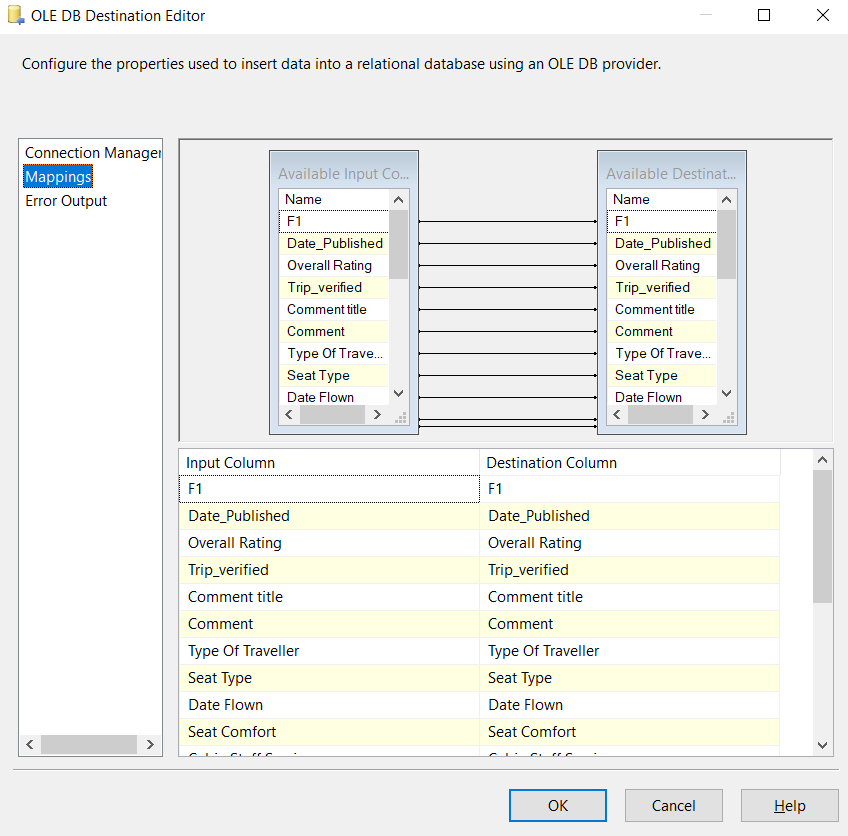 OLE DB Destination Editor
Configure the properties used to insert data into a relational database using an OLE DB provider.
Connection Manager
Mappings
Error Output
Available Input Co...
Name
F1
Date_Published
Overall Rating
Trip_verified
Comment title
Comment
Type Of Trave...
Seat Type
Date Flown
Available Destinat...
Name
F1
Date_Published
Overall Rating
Trip_verified
Comment title
Comment
Type Of Trave...
Seat Type
Date Flown
Input Column Destination Column
F1 F1
Date_Published Date_Published
Overall Rating Overall Rating
Trip_verified Trip_verified
Comment title Comment title
Comment Comment
Type Of Traveller Type Of Traveller
Seat Type Seat Type
Date Flown Date Flown
Seat Comfort Seat Comfort
OK Cancel Help